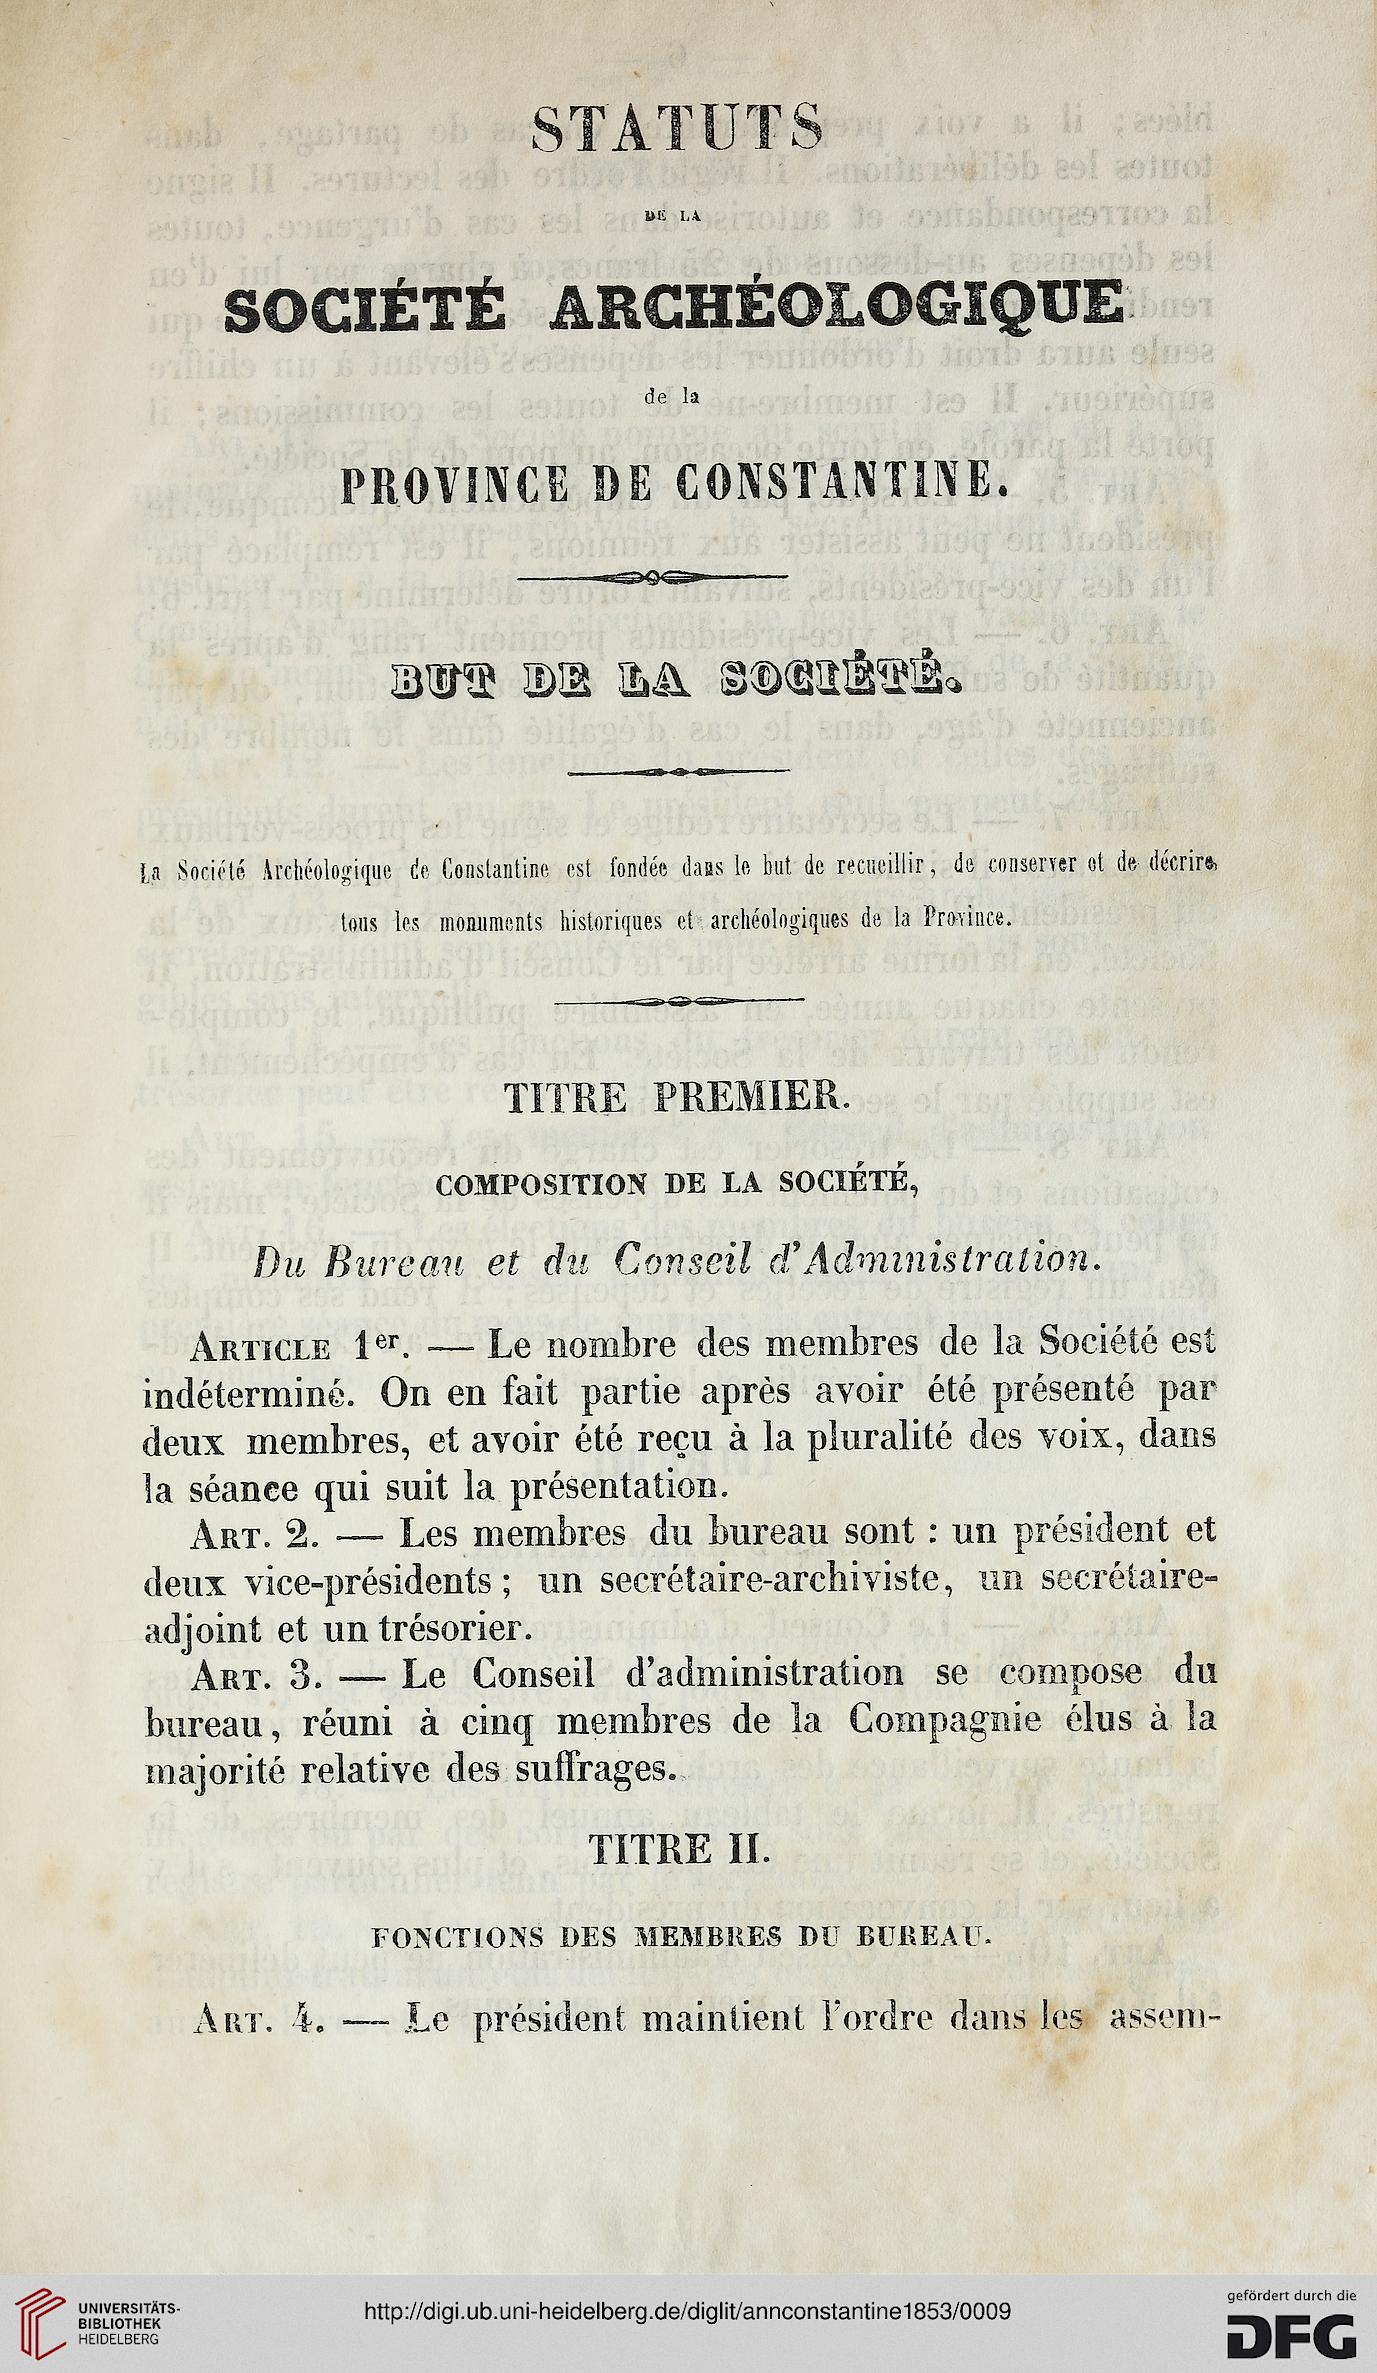 STATUTS
DE LA
SOCIÉTÉ ARCHÉOLOGIQUE
de la
PROVINCE DE CONSTANTINE.
BUT DE LA SOCIÉTÉ.
La Société Archéologique de Constantine est fondée dans le but de recueillir, de conserver et de décrire,
tous les monuments historiques et archéologiques de la Province.
TITRE PREMIER.
COMPOSITION DE LA SOCIÉTÉ,
Du Bureau et du Conseil d'Administration.
ARTICLE 1er. — Le nombre des membres de la Société est
indéterminé. On en fait partie après avoir été présenté par
deux membres, et avoir été reçu à la pluralité des voix, dans
la séance qui suit la présentation.
ART. 2. — Les membres du bureau sont : un président et
deux vice-présidents ; un secrétaire-archiviste, un secrétaire-
adjoint et un trésorier.
ART. 3. — Le Conseil d'administration se compose du
bureau, réuni à cinq membres de la Compagnie élus à la
majorité relative des suffrages.
TITRE II.
FONCTIONS DES MEMBRES DU BUREAU.
ART. 4. — Le président maintient l'ordre dans les assem-
UNIVERSITÄTS-
BIBLIOTHEK
HEIDELBERG
http://digi.ub.uni-heidelberg.de/diglit/annconstantine1853/0009
gefördert durch die
DFG